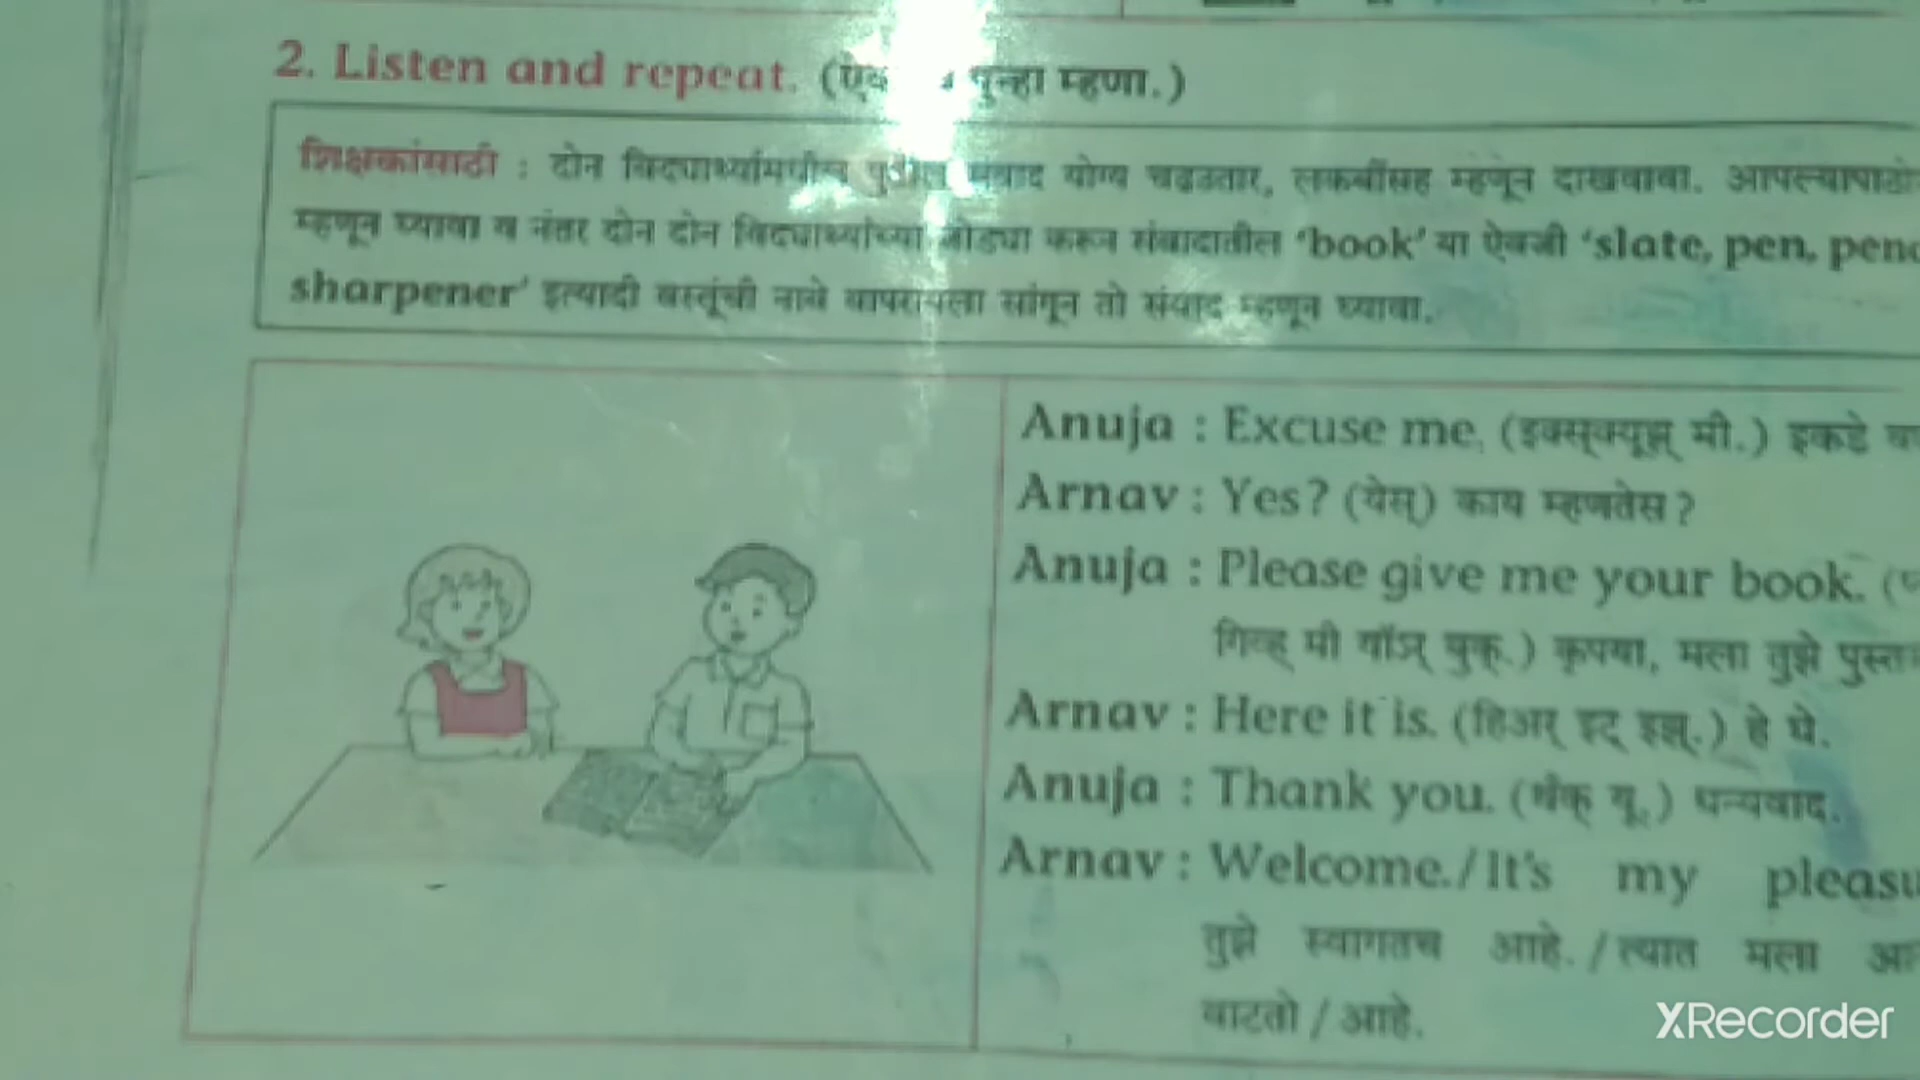 2. Listen and repeat. ( पुन्हा म्हणा.)
शिक्षकांसाठी : दोन विद्यार्थ्यांमधील पुढील संवाद योग्य चढउतार, लकबींसह म्हणून दाखवावा.
म्हणून घ्यावा व नंतर दोन दोन विद्यार्थ्यांच्या जोड्या करून संवादातील ‘book’ या ऐवजी ‘slate, pen,
sharpener’ इत्यादी वस्तूंची नावे वापरायला सांगून तो संवाद म्हणून घ्यावा.
Anuja : Excuse me. (इक्स्क्यूझ् मी.) इकडे
Arnav : Yes? (येस्) काय म्हणतेस?
Anuja : Please give me your book.
गिव्ह् मी यॉऽर् बुक्.) कृपया, मला तुझे
Arnav : Here it is. (हिअर् इट् इझ्.) हे घे.
Anuja : Thank you. (थँक् यू.) धन्यवाद.
Arnav : Welcome./It's my
तुझे स्वागतच आहे. / त्यात मला
वाटतो / आहे.
XRecorder